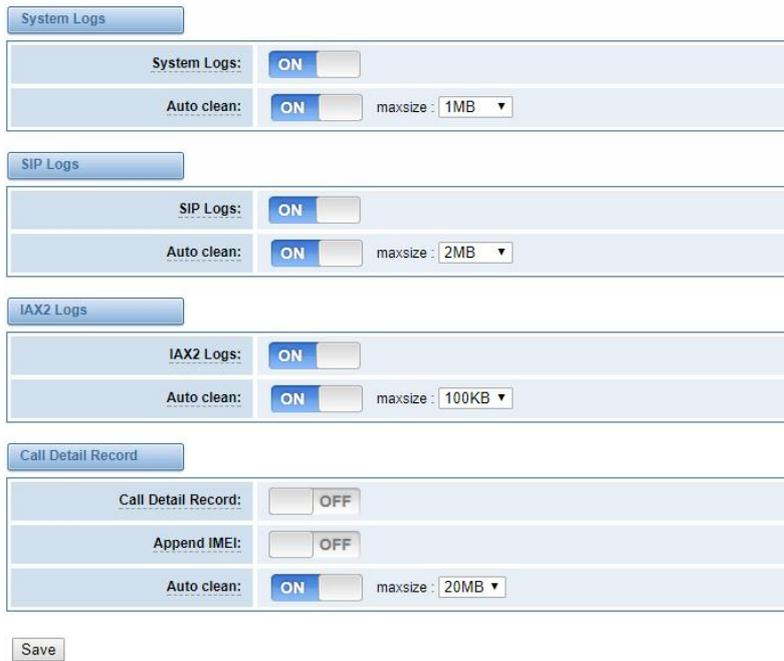 System Logs
System Logs: ON
Auto clean: ON maxsize : 1MB ▼
SIP Logs
SIP Logs: ON
Auto clean: ON maxsize : 2MB ▼
IAX2 Logs
IAX2 Logs: ON
Auto clean: ON maxsize : 100KB ▼
Call Detail Record
Call Detail Record: OFF
Append IMEI: OFF
Auto clean: ON maxsize : 20MB ▼
Save